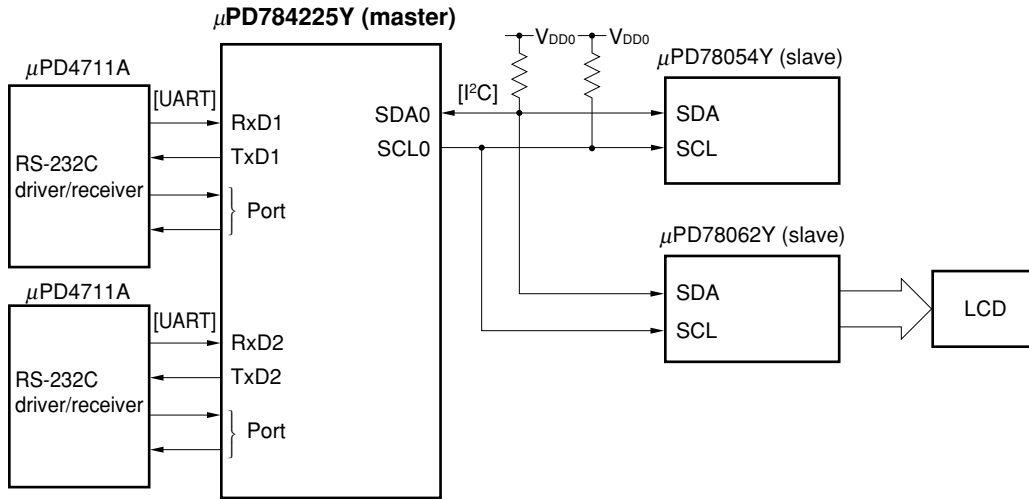 µPD784225Y (master)
µPD4711A
[UART]
RS-232C
driver/receiver
RxD1
TxD1
Port
SDA0
SCL0
[I²C]
VDD0
VDD0
µPD78054Y (slave)
SDA
SCL
µPD78062Y (slave)
SDA
SCL
LCD
µPD4711A
[UART]
RS-232C
driver/receiver
RxD2
TxD2
Port